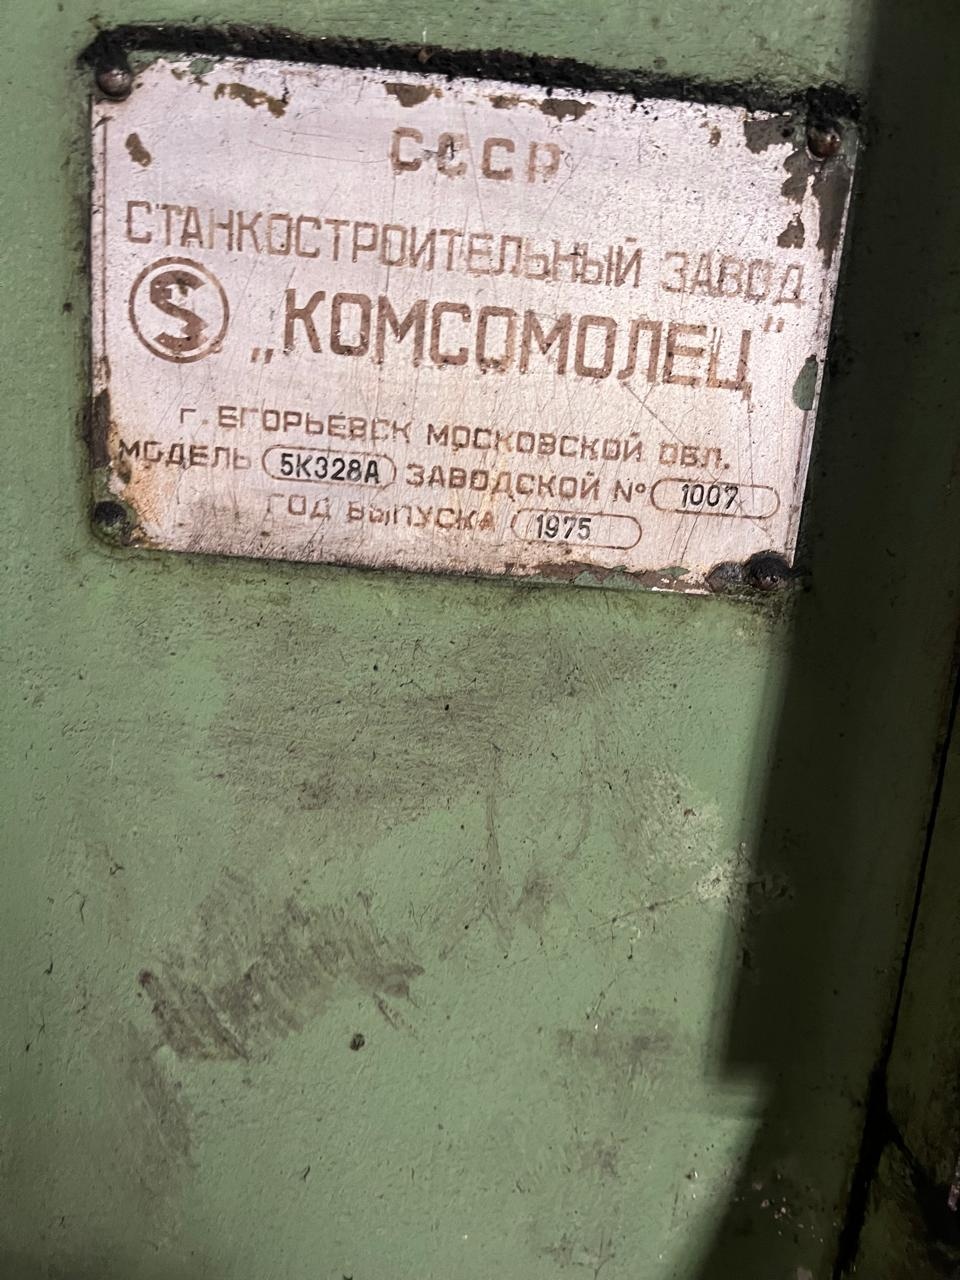 СССР
СТАНКОСТРОИТЕЛЬНЫЙ ЗАВОД
S „КОМСОМОЛЕЦ"
г. ЕГОРЬЕВСК МОСКОВСКОЙ ОБЛ.
МОДЕЛЬ 5К328А ЗАВОДСКОЙ № 1007
ГОД ВЫПУСКА 1975